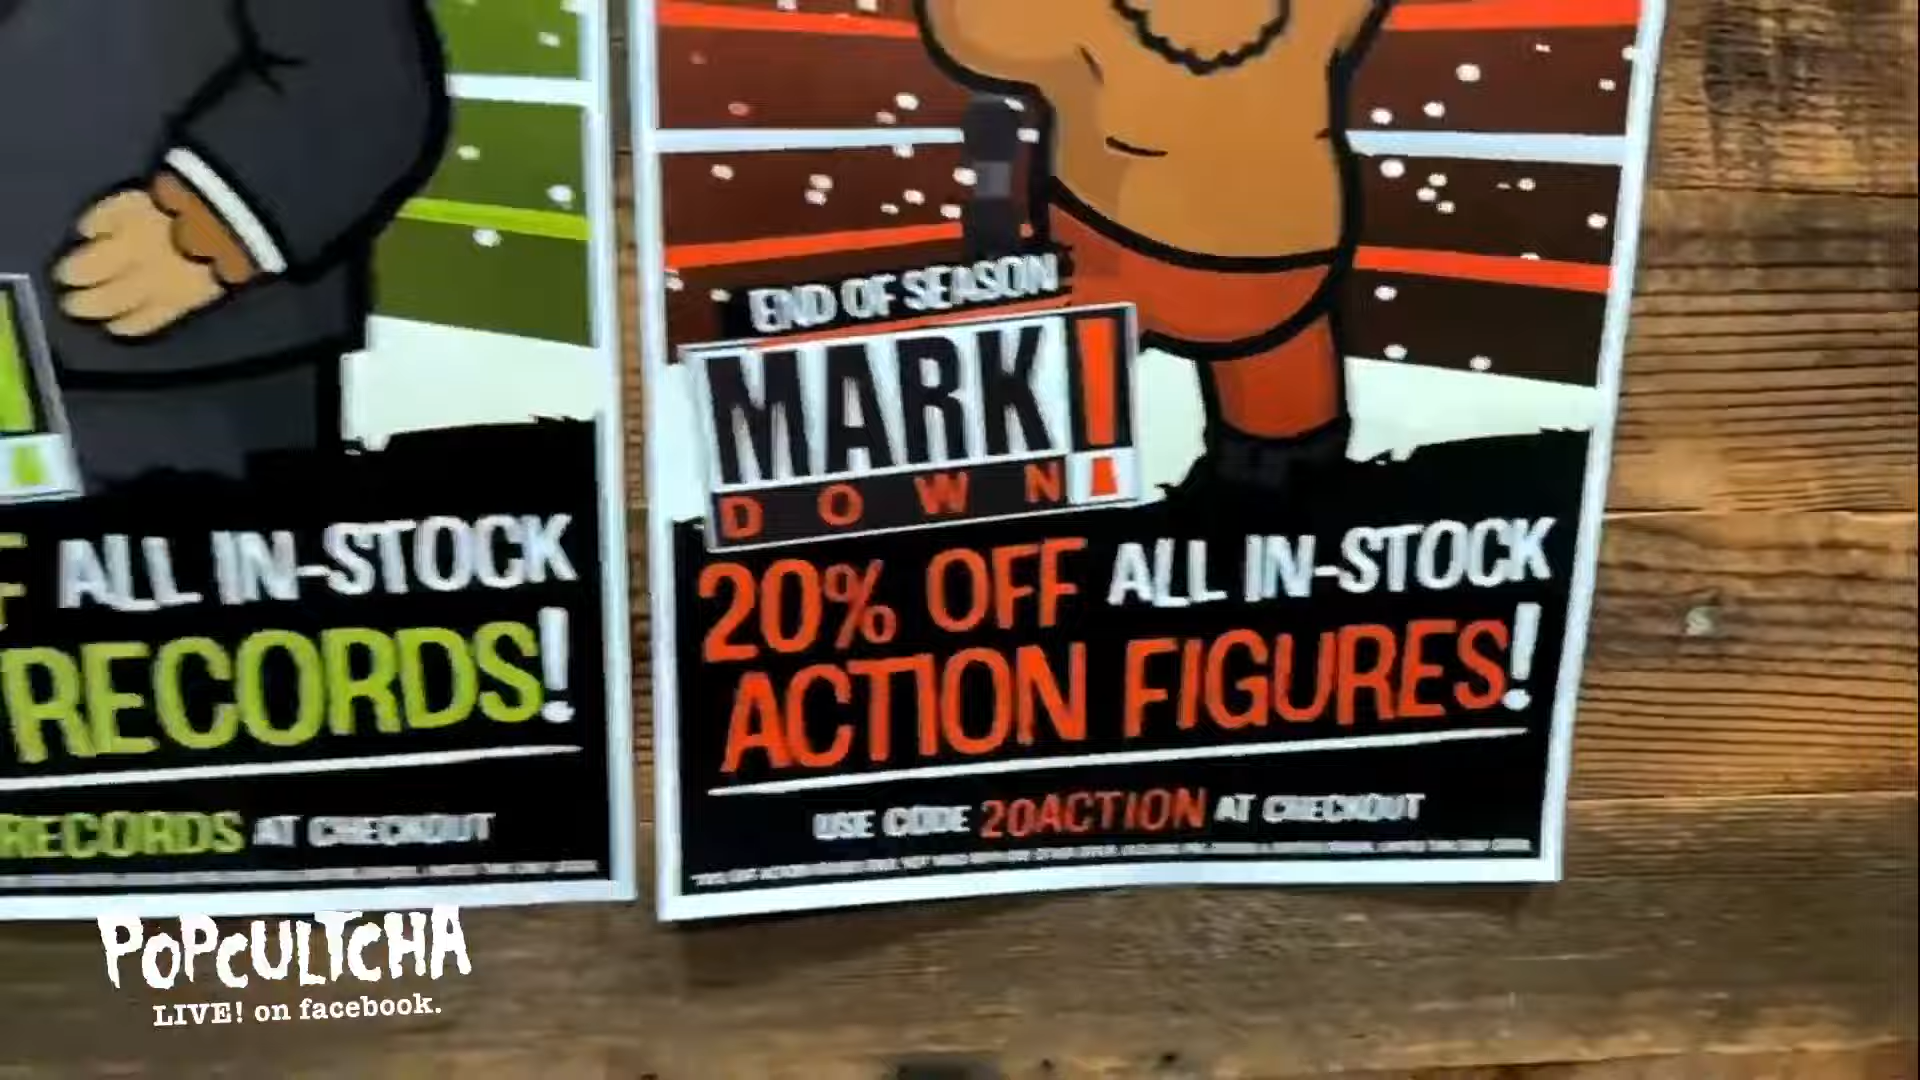 ALL IN-STOCK
RECORDS!
RECORDS AT CHECKOUT
END OF SEASON
MARK!
DOWN
20% OFF ALL IN-STOCK
ACTION FIGURES!
USE CODE 20ACTION AT CHECKOUT
POPCULTCHA
LIVE! on facebook.